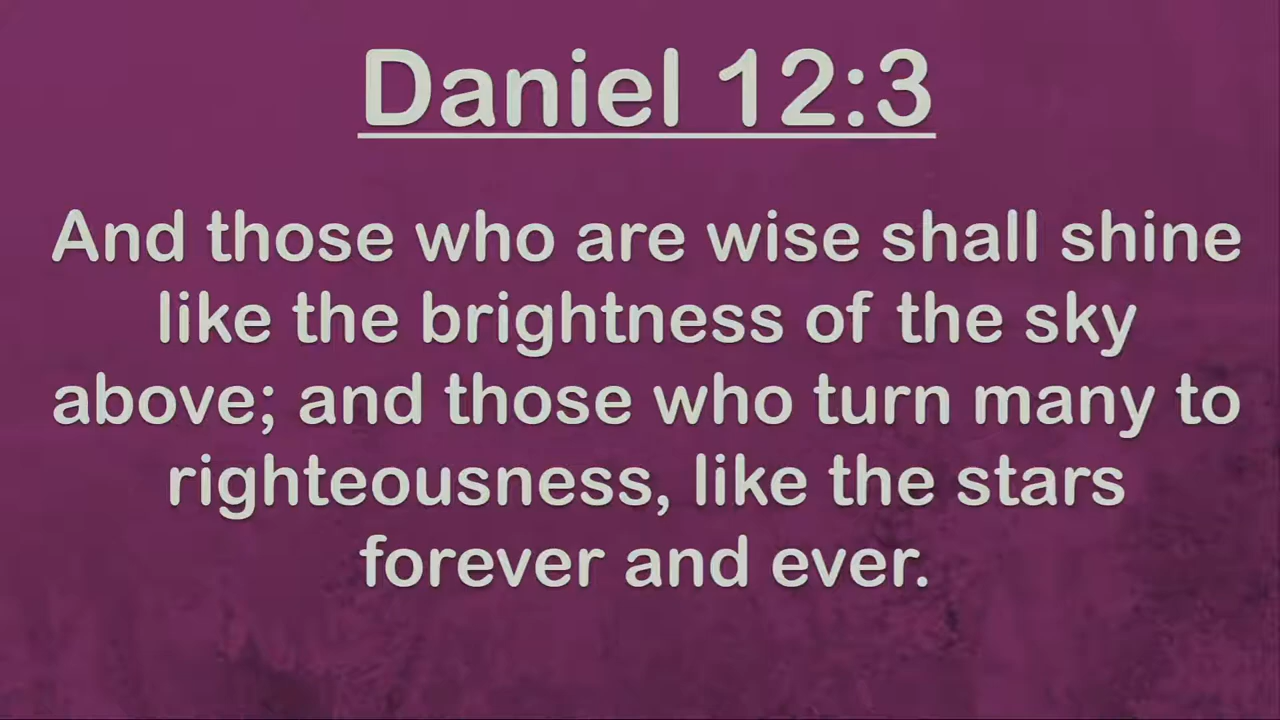 Daniel 12:3
And those who are wise shall shine
like the brightness of the sky
above; and those who turn many to
righteousness, like the stars
forever and ever.